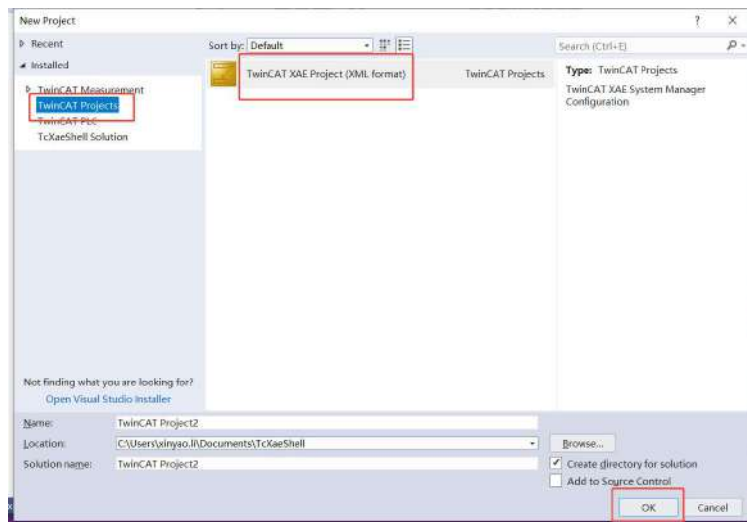 New Project
? ×
Recent
Sort by: Default
Search (Ctrl+E)
Installed
TwinCAT XAE Project (XML format) TwinCAT Projects
Type: TwinCAT Projects
TwinCAT XAE System Manager
Configuration
TwinCAT Measurement
TwinCAT Projects
TwinCAT PLC
TcXaeShell Solution
Not finding what you are looking for?
Open Visual Studio Installer
Name: TwinCAT Project2
Location: C:\Users\xinyao.li\Documents\TcXaeShell
Browse...
Solution name: TwinCAT Project2
Create directory for solution
Add to Source Control
OK Cancel